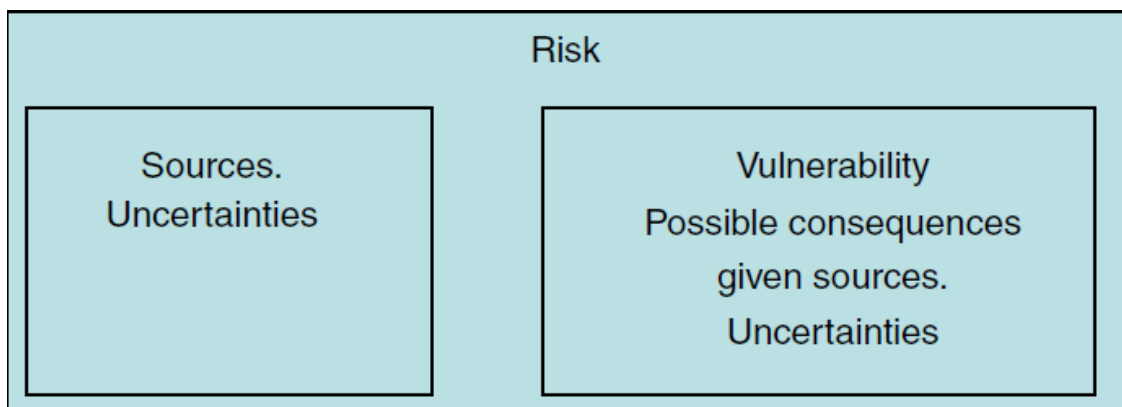 Risk
Sources.
Uncertainties
Vulnerability
Possible consequences
given sources.
Uncertainties